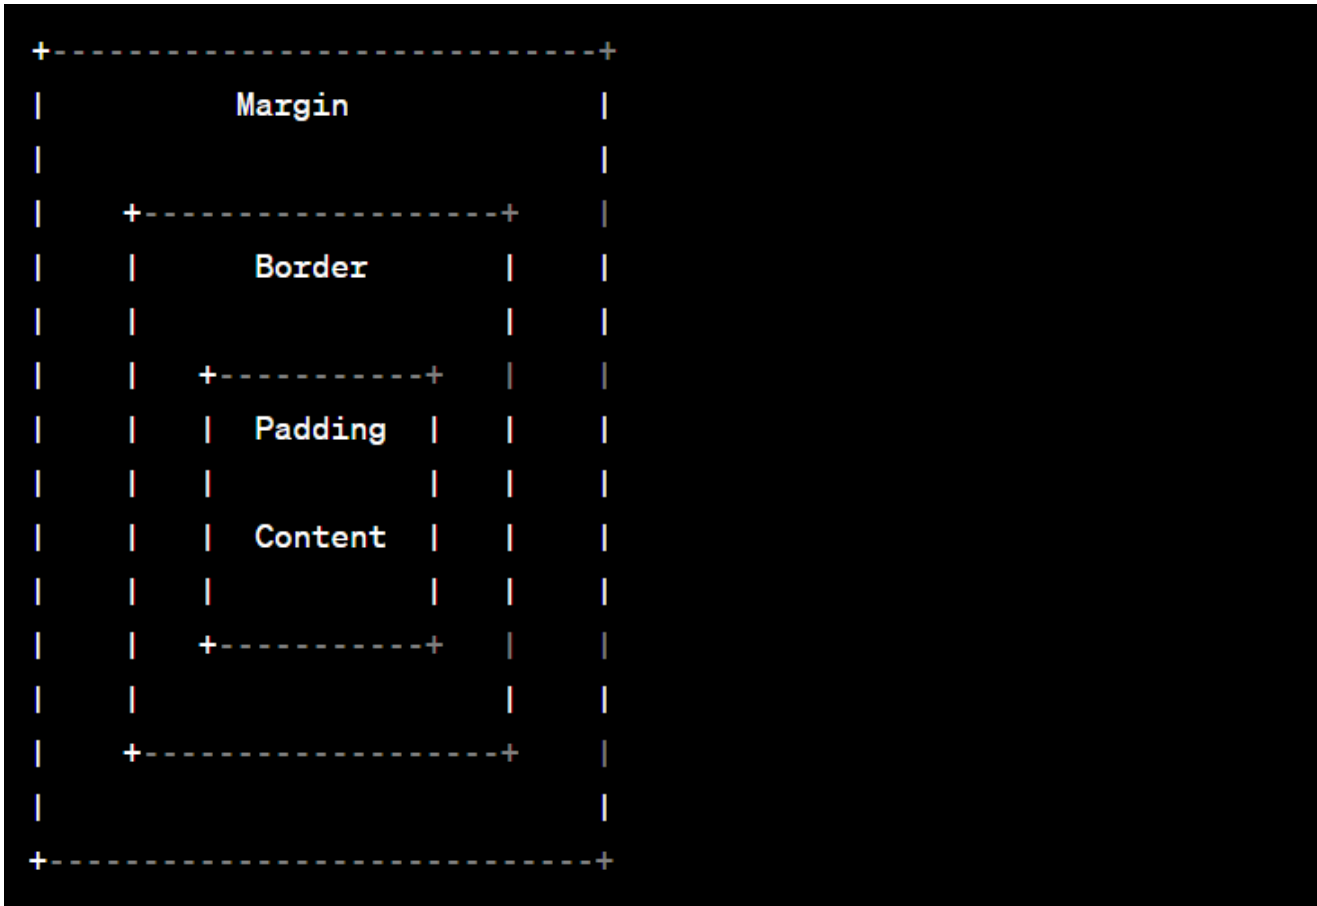 +-----------------------------+
|          Margin             |
|                             |
|    +-------------------+    |
|    |      Border       |    |
|    |                   |    |
|    |   +-----------+   |    |
|    |   |  Padding  |   |    |
|    |   |           |   |    |
|    |   |  Content  |   |    |
|    |   |           |   |    |
|    |   +-----------+   |    |
|    |                   |    |
|    +-------------------+    |
|                             |
+-----------------------------+